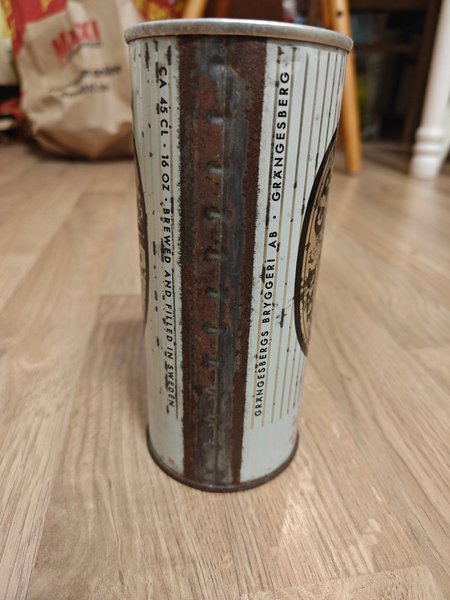 MAXI
CA 45 CL · 16 OZ · BREWED AND FILLED IN SWEDEN
GRÄNGESBERGS BRYGGERI AB · GRÄNGESBERG